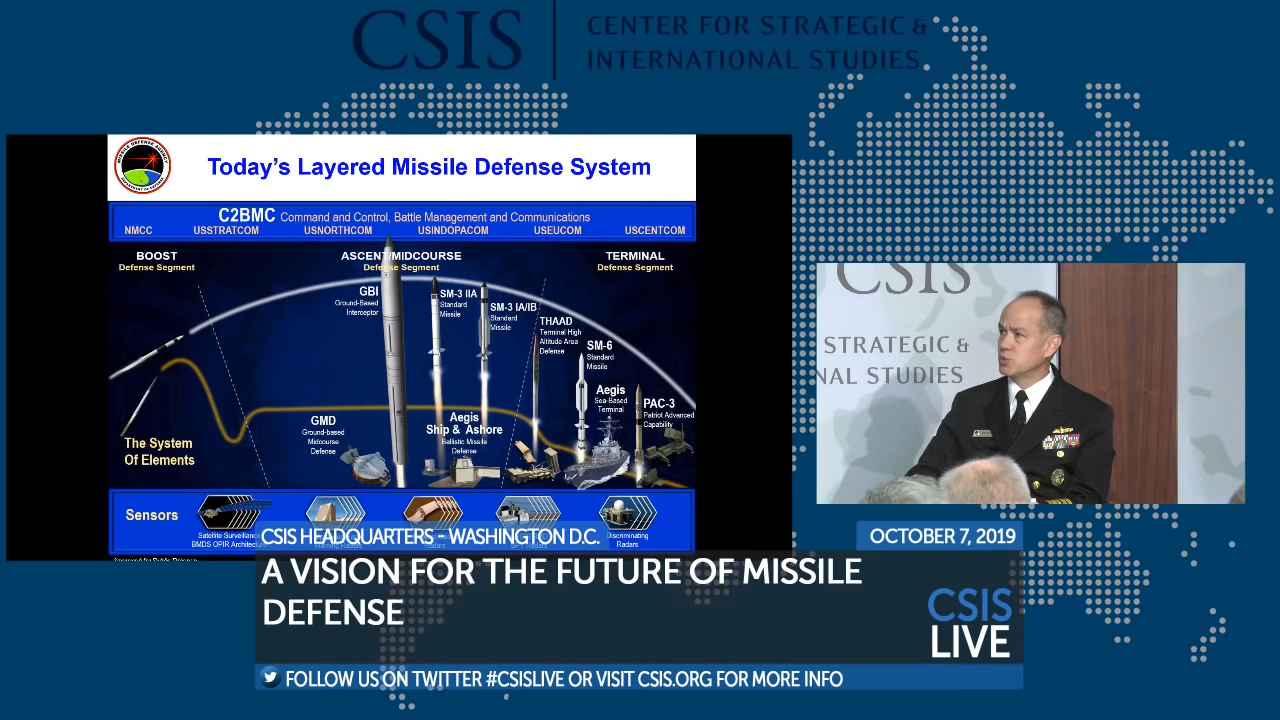 CSIS
CENTER FOR STRATEGIC &
INTERNATIONAL STUDIES
MISSILE DEFENSE AGENCY
Today's Layered Missile Defense System
C2BMC Command and Control, Battle Management and Communications
NMCC USSTRATCOM USNORTHCOM USINDOPACOM USEUCOM USCENTCOM
BOOST
Defense Segment
ASCENT/MIDCOURSE
Defense Segment
TERMINAL
Defense Segment
GBI
Ground-Based
Interceptor
SM-3 IIA
Standard
Missile
SM-3 IA/IB
Standard
Missile
THAAD
Terminal High
Altitude Area
Defense
SM-6
Standard
Missile
Aegis
Sea-Based
Terminal
PAC-3
Patriot Advanced
Capability
GMD
Ground-based
Midcourse
Defense
Aegis
Ship & Ashore
Ballistic Missile
Defense
The System
Of Elements
Sensors
Satellite Surveillance
BMDS OPIR Architecture
Discriminating
Radars
CSIS
STRATEGIC &
NAL STUDIES
CSIS HEADQUARTERS - WASHINGTON D.C.
OCTOBER 7, 2019
A VISION FOR THE FUTURE OF MISSILE
DEFENSE
CSIS
LIVE
FOLLOW US ON TWITTER #CSISLIVE OR VISIT CSIS.ORG FOR MORE INFO